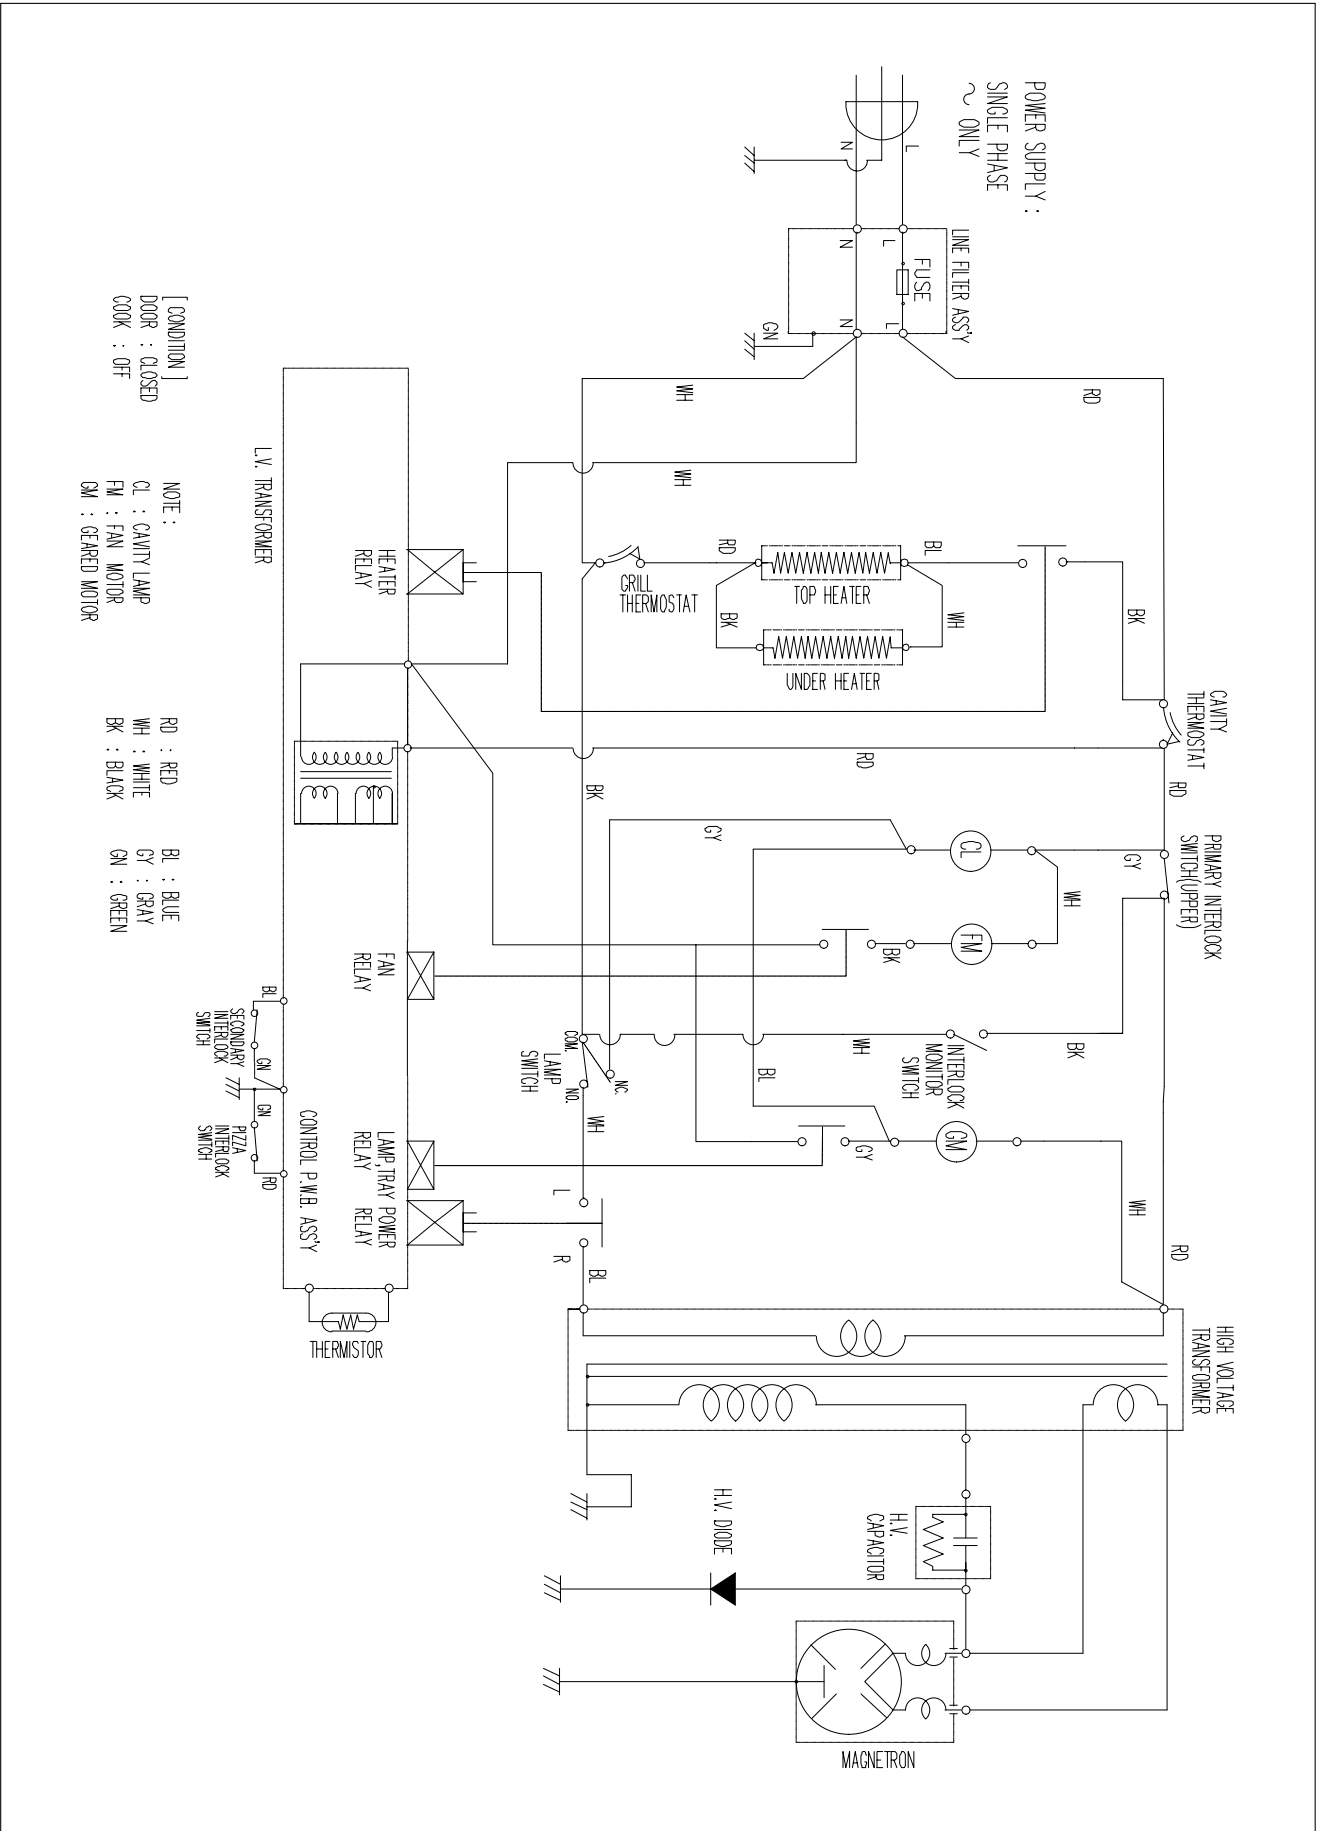 POWER SUPPLY :
SINGLE PHASE
~ ONLY
L
N
LINE FILTER ASS'Y
FUSE
L
N
L
N
GN
RD
WH
WH
BK
CAVITY
THERMOSTAT
RD
PRIMARY INTERLOCK
SWITCH(UPPER)
GY
BL
TOP HEATER
RD
WH
UNDER HEATER
BK
GRILL
THERMOSTAT
RD
BK
GY
CL
WH
FM
BK
BK
INTERLOCK
MONITOR
SWITCH
WH
BL
GM
GY
WH
RD
COM.
NC.
NO.
LAMP
SWITCH
WH
L
R
BL
HIGH VOLTAGE
TRANSFORMER
H.V.
CAPACITOR
H.V. DIODE
MAGNETRON
HEATER
RELAY
FAN
RELAY
LAMP,TRAY POWER
RELAY RELAY
CONTROL P.W.B. ASS'Y
THERMISTOR
L.V. TRANSFORMER
BL
SECONDARY
INTERLOCK
SWITCH
GN
GN
PIZZA
INTERLOCK
SWITCH
RD
[ CONDITION ]
DOOR : CLOSED
COOK : OFF
NOTE :
CL : CAVITY LAMP
FM : FAN MOTOR
GM : GEARED MOTOR
RD : RED
WH : WHITE
BK : BLACK
BL : BLUE
GY : GRAY
GN : GREEN